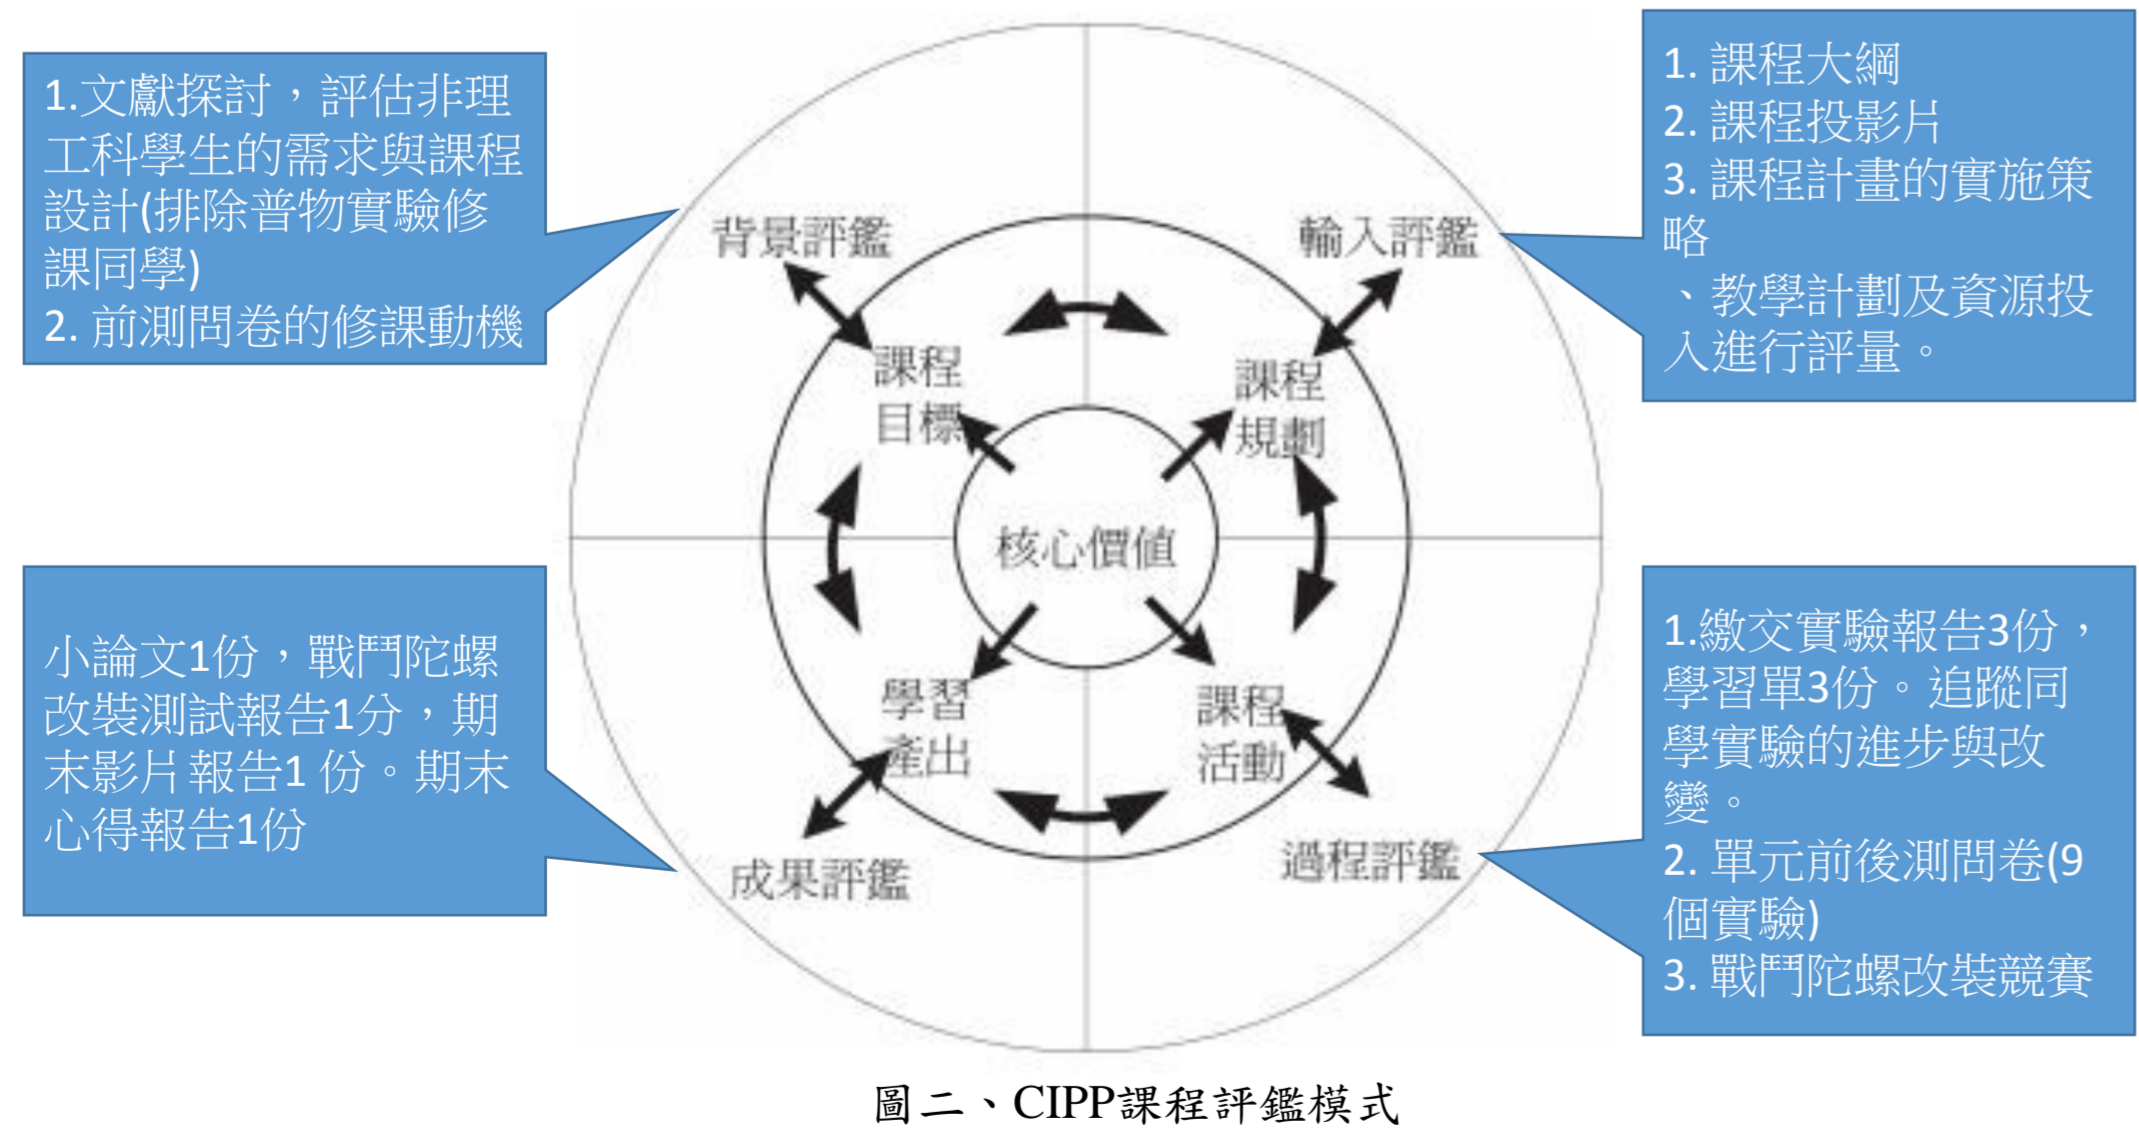 1.文獻探討，評估非理
工科學生的需求與課程
設計(排除普物實驗修
課同學)
2. 前測問卷的修課動機
1. 課程大綱
2. 課程投影片
3. 課程計畫的實施策
略
、教學計劃及資源投
入進行評量。
背景評鑑
輸入評鑑
課程
目標
課程
規劃
核心價值
學習
產出
課程
活動
成果評鑑
過程評鑑
小論文1份，戰鬥陀螺
改裝測試報告1分，期
末影片報告1 份。期末
心得報告1份
1.繳交實驗報告3份，
學習單3份。追蹤同
學實驗的進步與改
變。
2. 單元前後測問卷(9
個實驗)
3. 戰鬥陀螺改裝競賽
圖二、CIPP課程評鑑模式